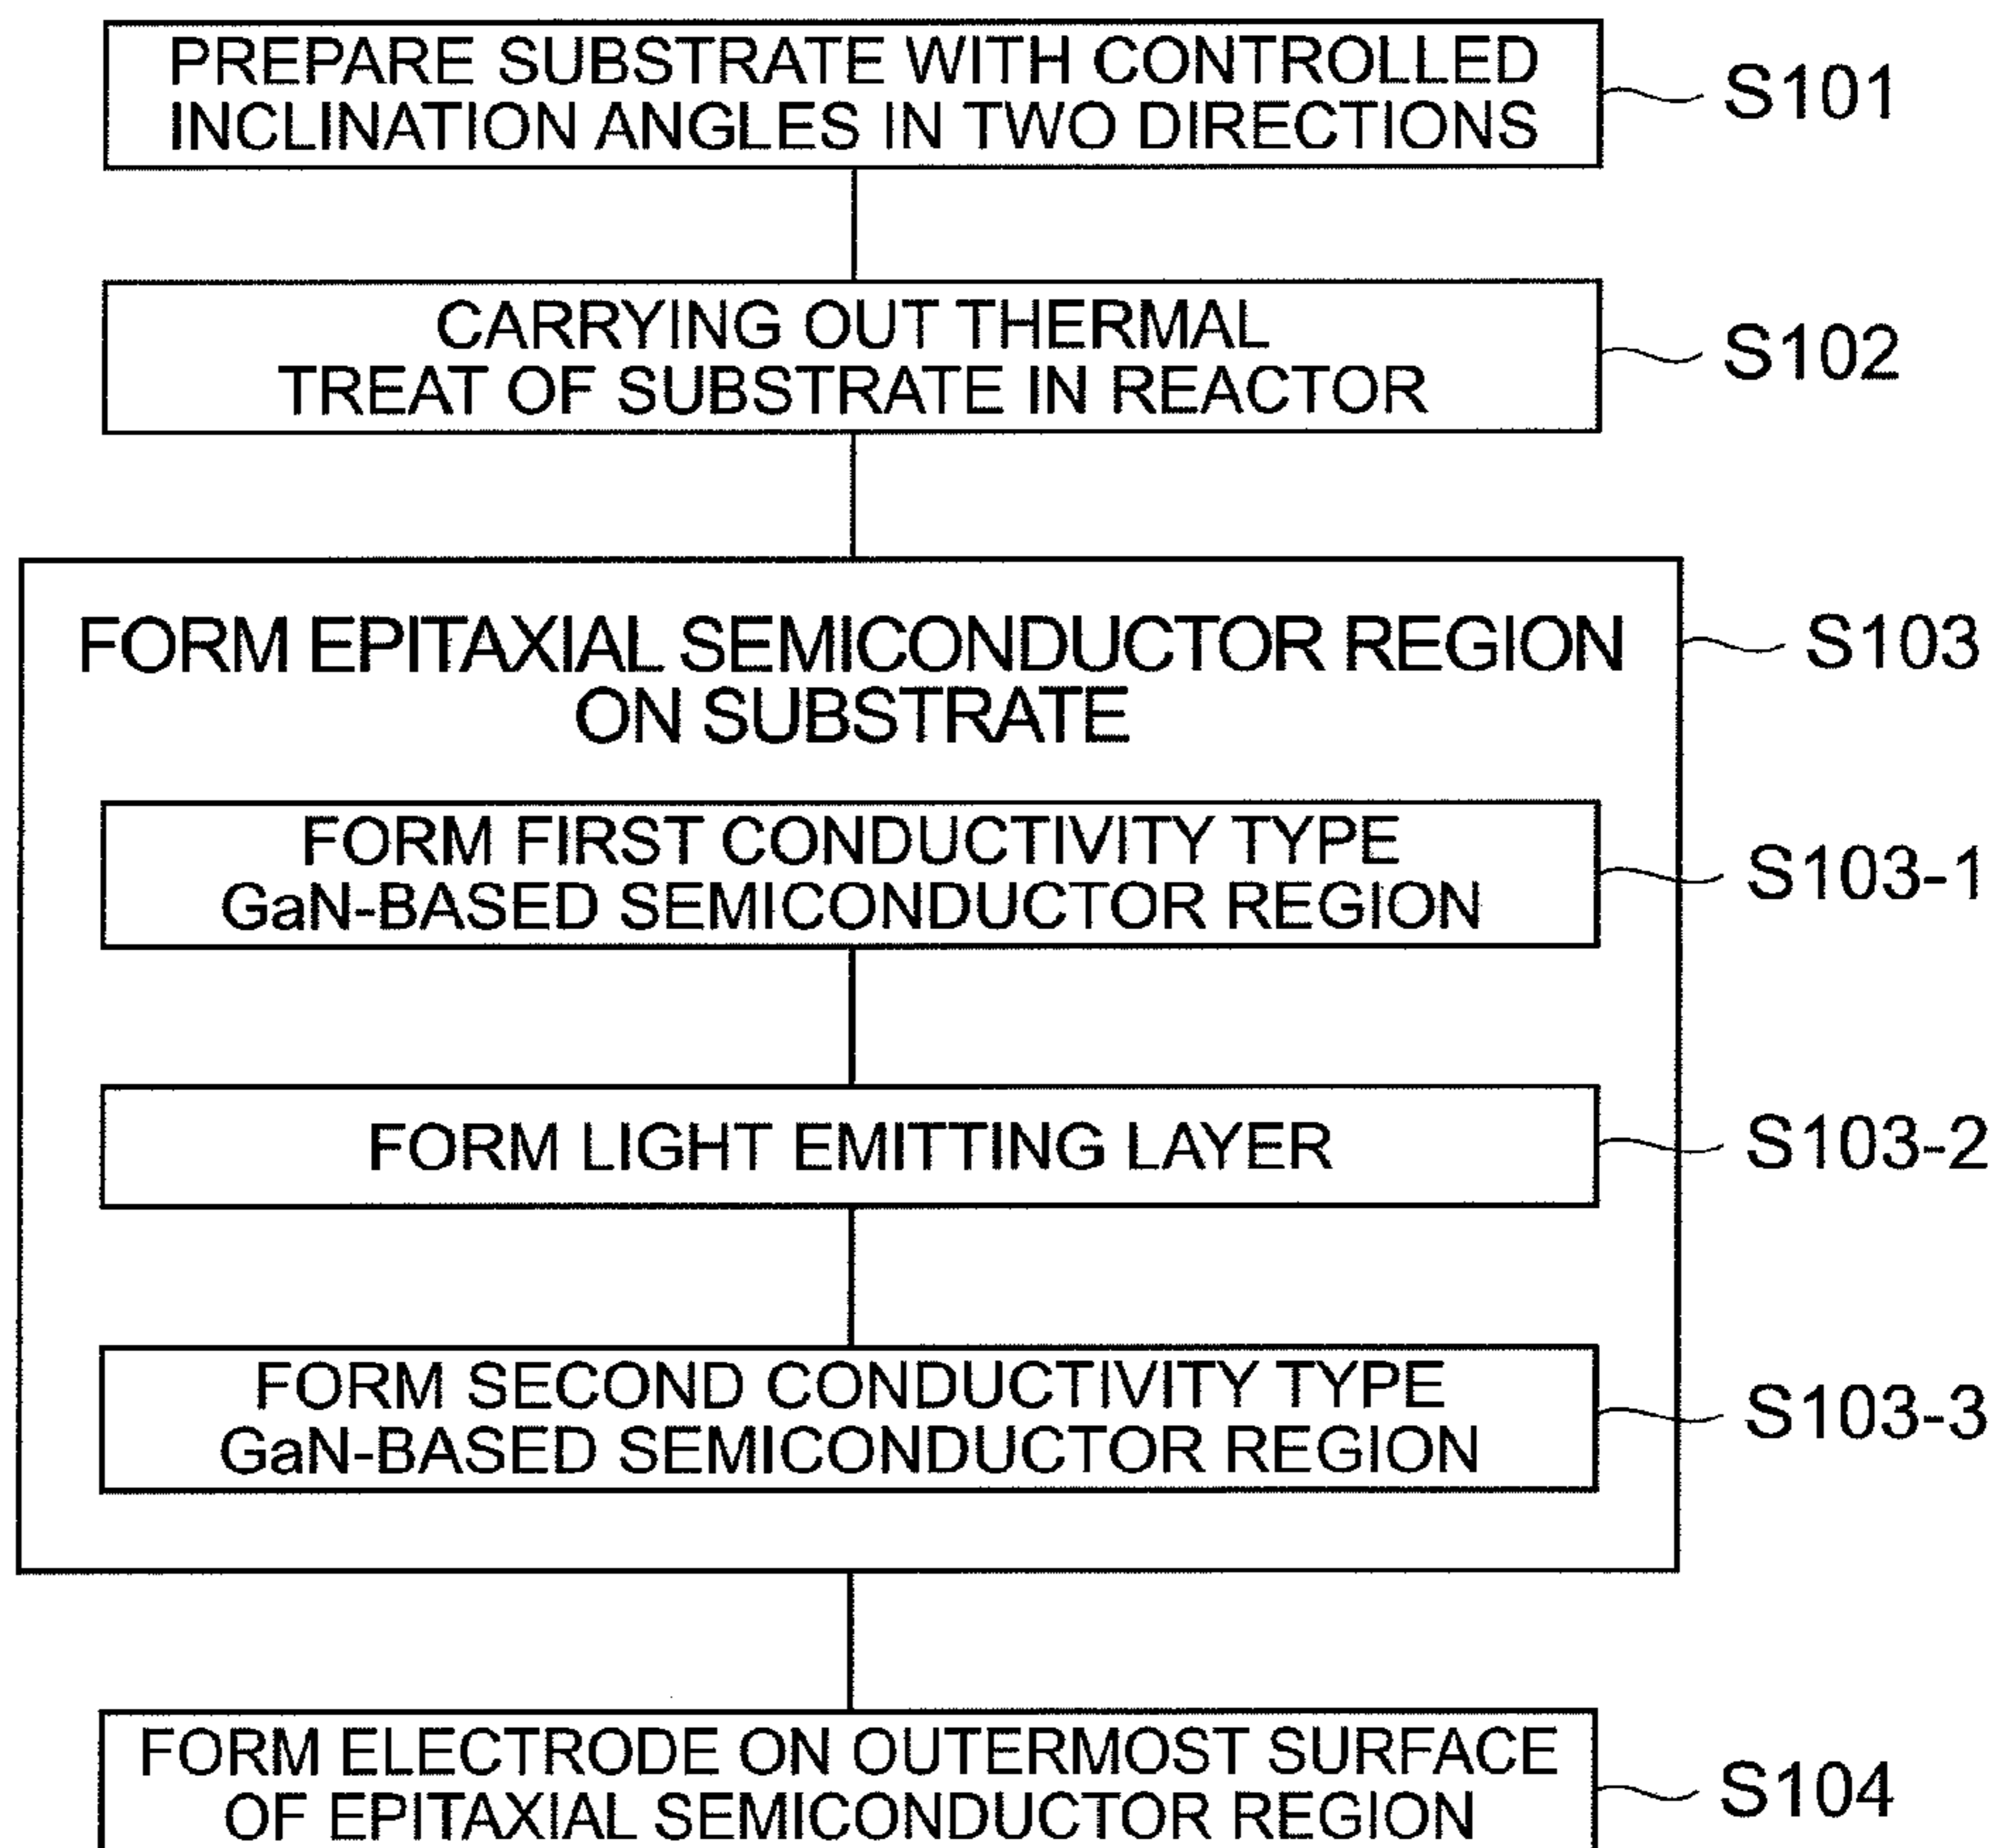 PREPARE SUBSTRATE WITH CONTROLLED
INCLINATION ANGLES IN TWO DIRECTIONS
S101
CARRYING OUT THERMAL
TREAT OF SUBSTRATE IN REACTOR
S102
FORM EPITAXIAL SEMICONDUCTOR REGION
ON SUBSTRATE
S103
FORM FIRST CONDUCTIVITY TYPE
GaN-BASED SEMICONDUCTOR REGION
S103-1
FORM LIGHT EMITTING LAYER
S103-2
FORM SECOND CONDUCTIVITY TYPE
GaN-BASED SEMICONDUCTOR REGION
S103-3
FORM ELECTRODE ON OUTERMOST SURFACE
OF EPITAXIAL SEMICONDUCTOR REGION
S104